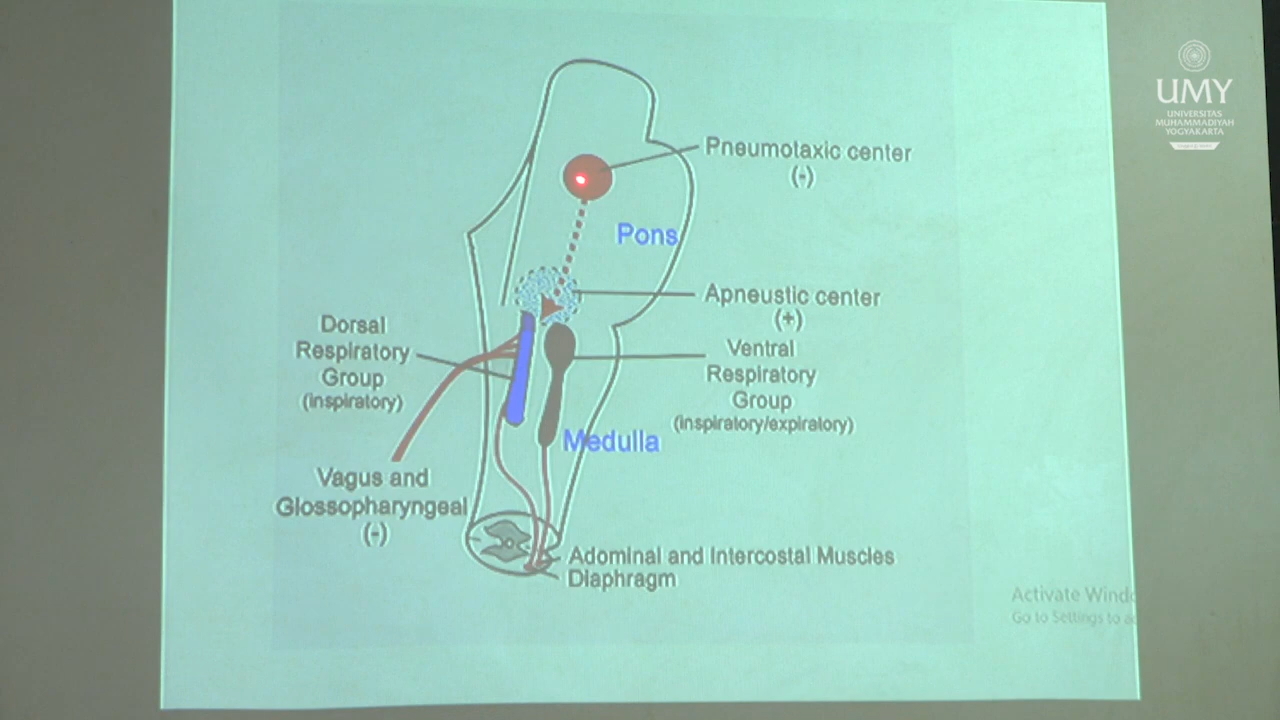 UMY
UNIVERSITAS
MUHAMMADIYAH
YOGYAKARTA
Pneumotaxic center
(-)
Pons
Apneustic center
(+)
Dorsal
Respiratory
Group
(inspiratory)
Ventral
Respiratory
Group
(inspiratory/expiratory)
Medulla
Vagus and
Glossopharyngeal
(-)
Adominal and Intercostal Muscles
Diaphragm
Activate Windo
Go to Settings to a